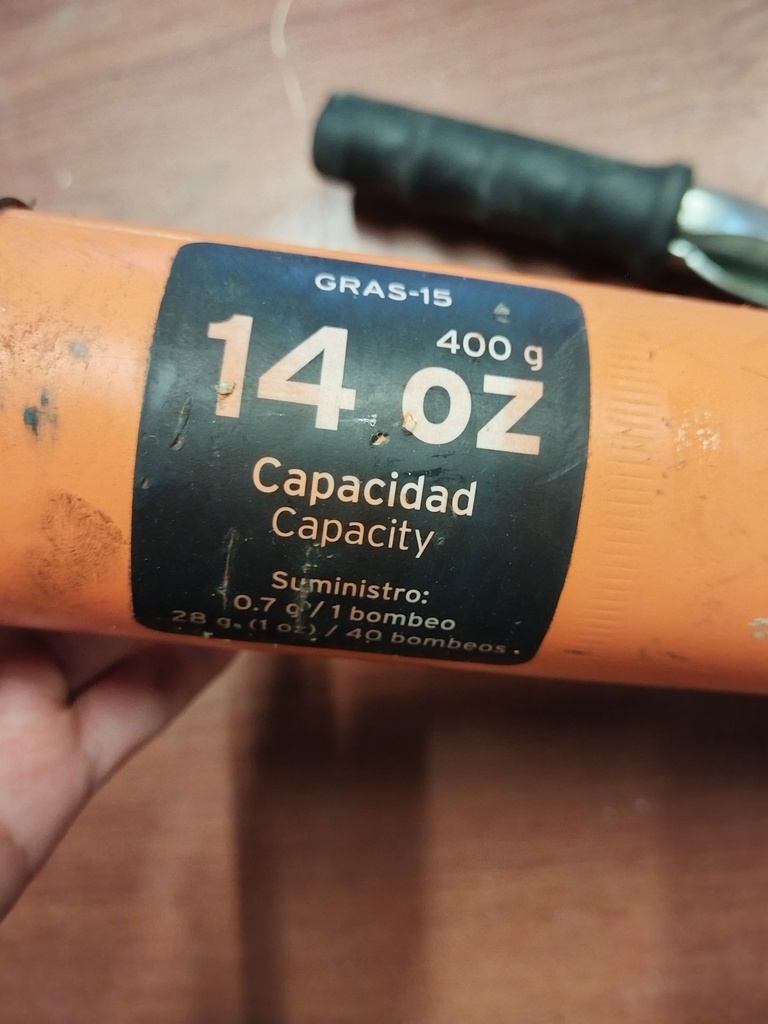 GRAS-15
400 g
14 oz
Capacidad
Capacity
Suministro:
0.7 g / 1 bombeo
28 g. (1 oz) / 40 bombeos.